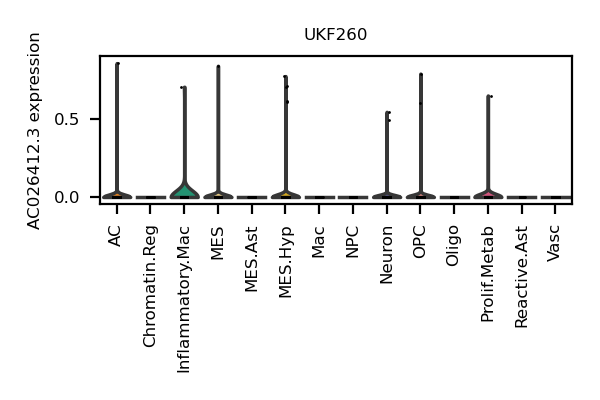 UKF260
AC026412.3 expression
0.5
0.0
AC
Chromatin.Reg
Inflammatory.Mac
MES
MES.Ast
MES.Hyp
Mac
NPC
Neuron
OPC
Oligo
Prolif.Metab
Reactive.Ast
Vasc